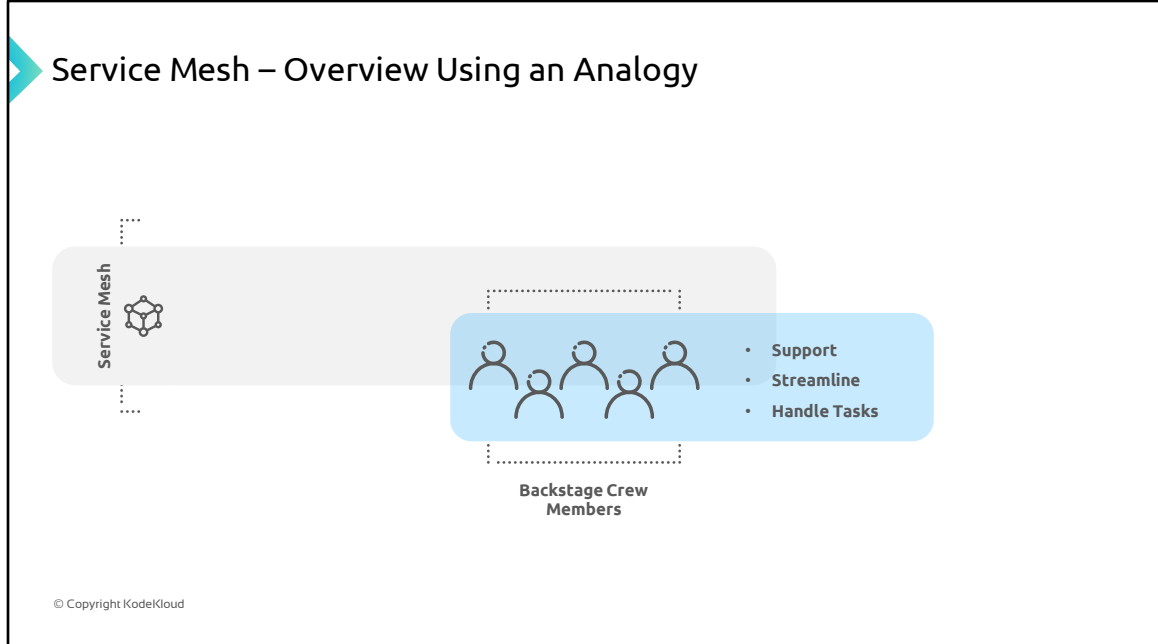 Service Mesh – Overview Using an Analogy
Service Mesh
• Support
• Streamline
• Handle Tasks
Backstage Crew
Members
© Copyright KodeKloud